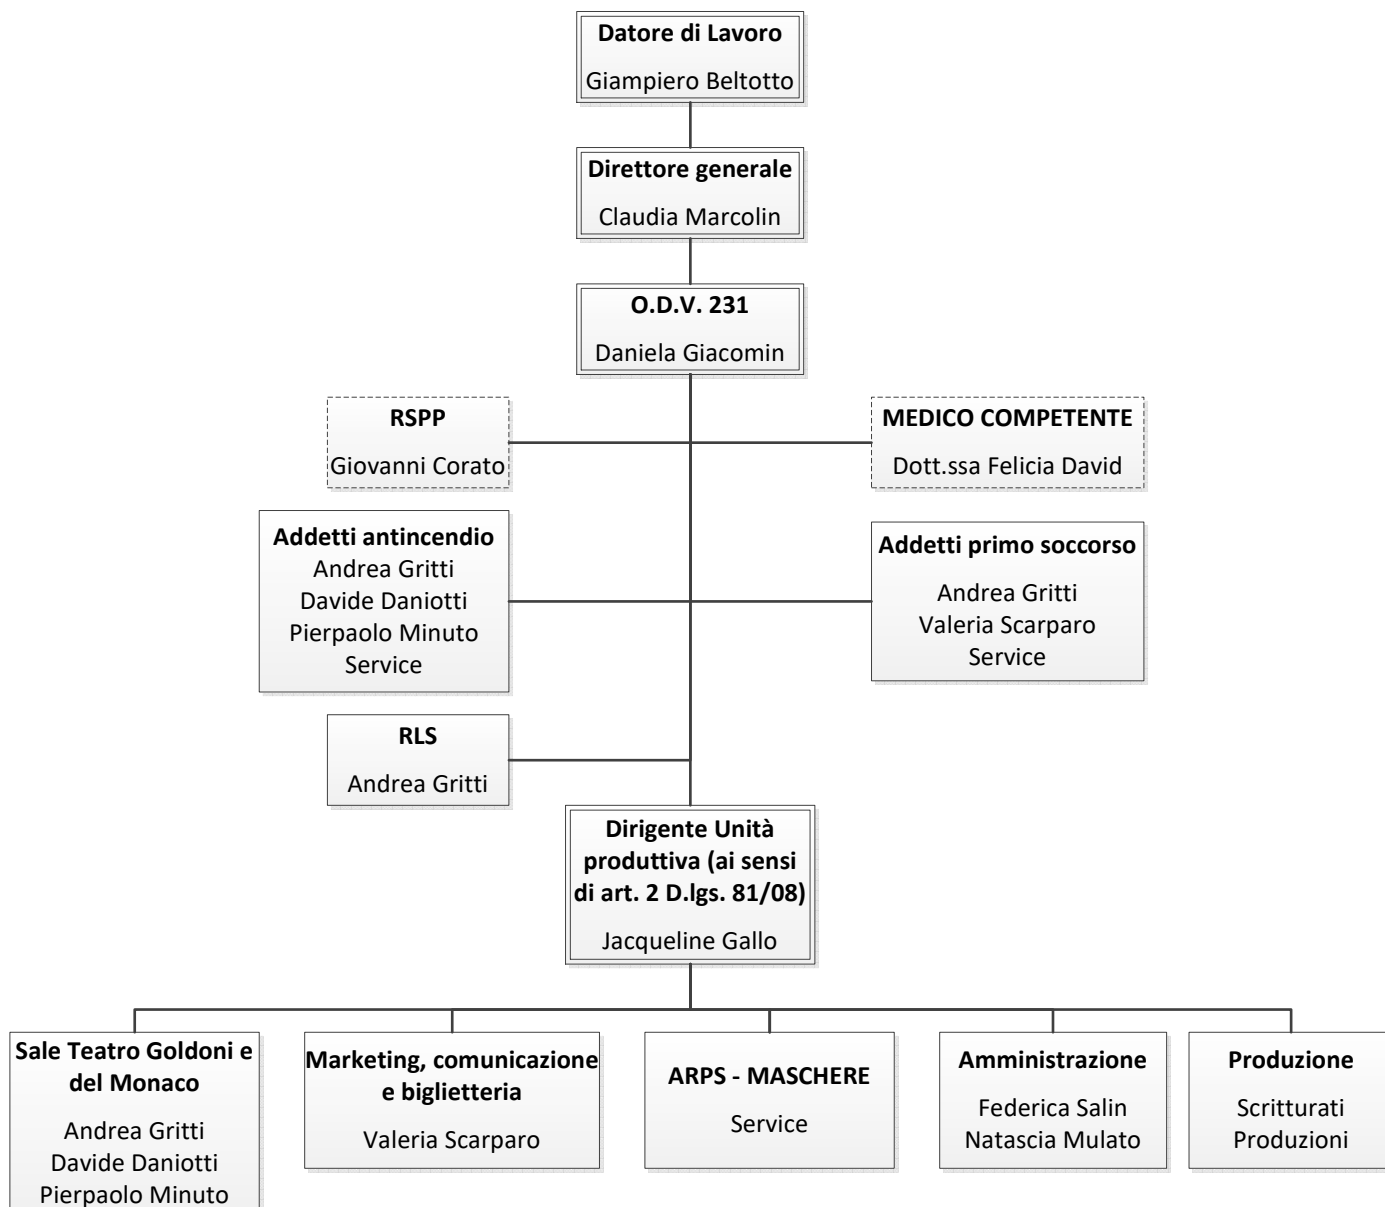 Datore di Lavoro
Giampiero Beltotto
Direttore generale
Claudia Marcolin
O.D.V. 231
Daniela Giacomin
RSPP
Giovanni Corato
MEDICO COMPETENTE
Dott.ssa Felicia David
Addetti antincendio
Andrea Gritti
Davide Daniotti
Pierpaolo Minuto
Service
Addetti primo soccorso
Andrea Gritti
Valeria Scarparo
Service
RLS
Andrea Gritti
Dirigente Unità
produttiva (ai sensi
di art. 2 D.lgs. 81/08)
Jacqueline Gallo
Sale Teatro Goldoni e
del Monaco
Andrea Gritti
Davide Daniotti
Pierpaolo Minuto
Marketing, comunicazione
e biglietteria
Valeria Scarparo
ARPS - MASCHERE
Service
Amministrazione
Federica Salin
Natascia Mulato
Produzione
Scritturati
Produzioni